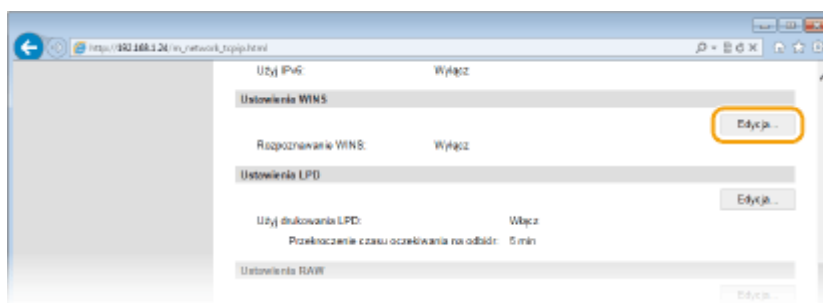 http://192.168.1.24/m_network_tcpip.html
Użyj IPv6: Wyłącz
Ustawienia WINS
Edycja...
Rozpoznawanie WINS: Wyłącz
Ustawienia LPD
Edycja...
Użyj drukowania LPD: Włącz
Przekroczenie czasu oczekiwania na odbiór: 5 min
Ustawienia RAW
Edycja...